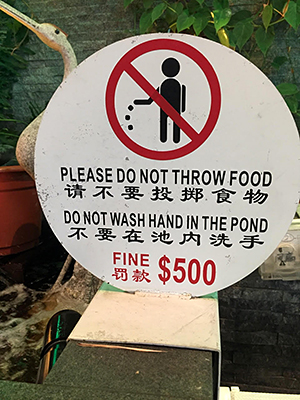 PLEASE DO NOT THROW FOOD
请不要投掷食物
DO NOT WASH HAND IN THE POND
不要在池内洗手
FINE
罚款 $500